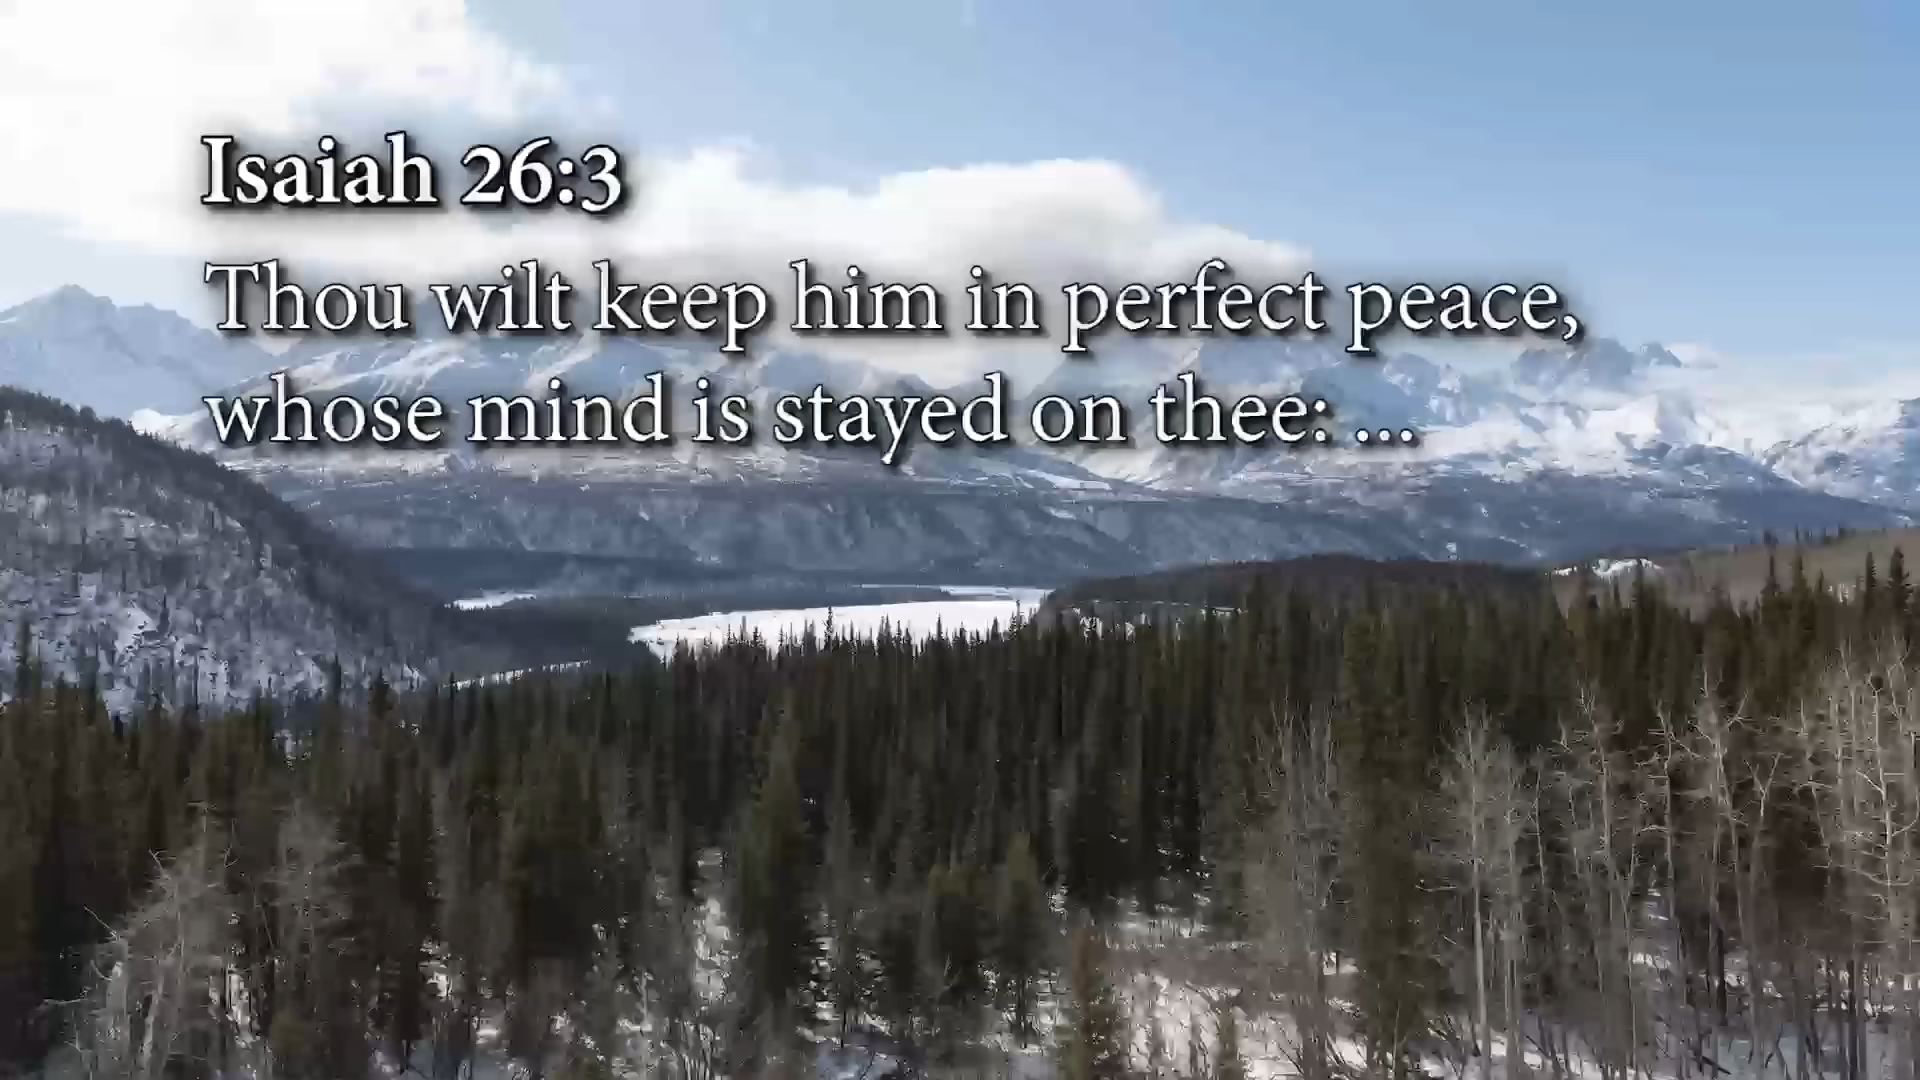 Isaiah 26:3
Thou wilt keep him in perfect peace,
whose mind is stayed on thee: ...